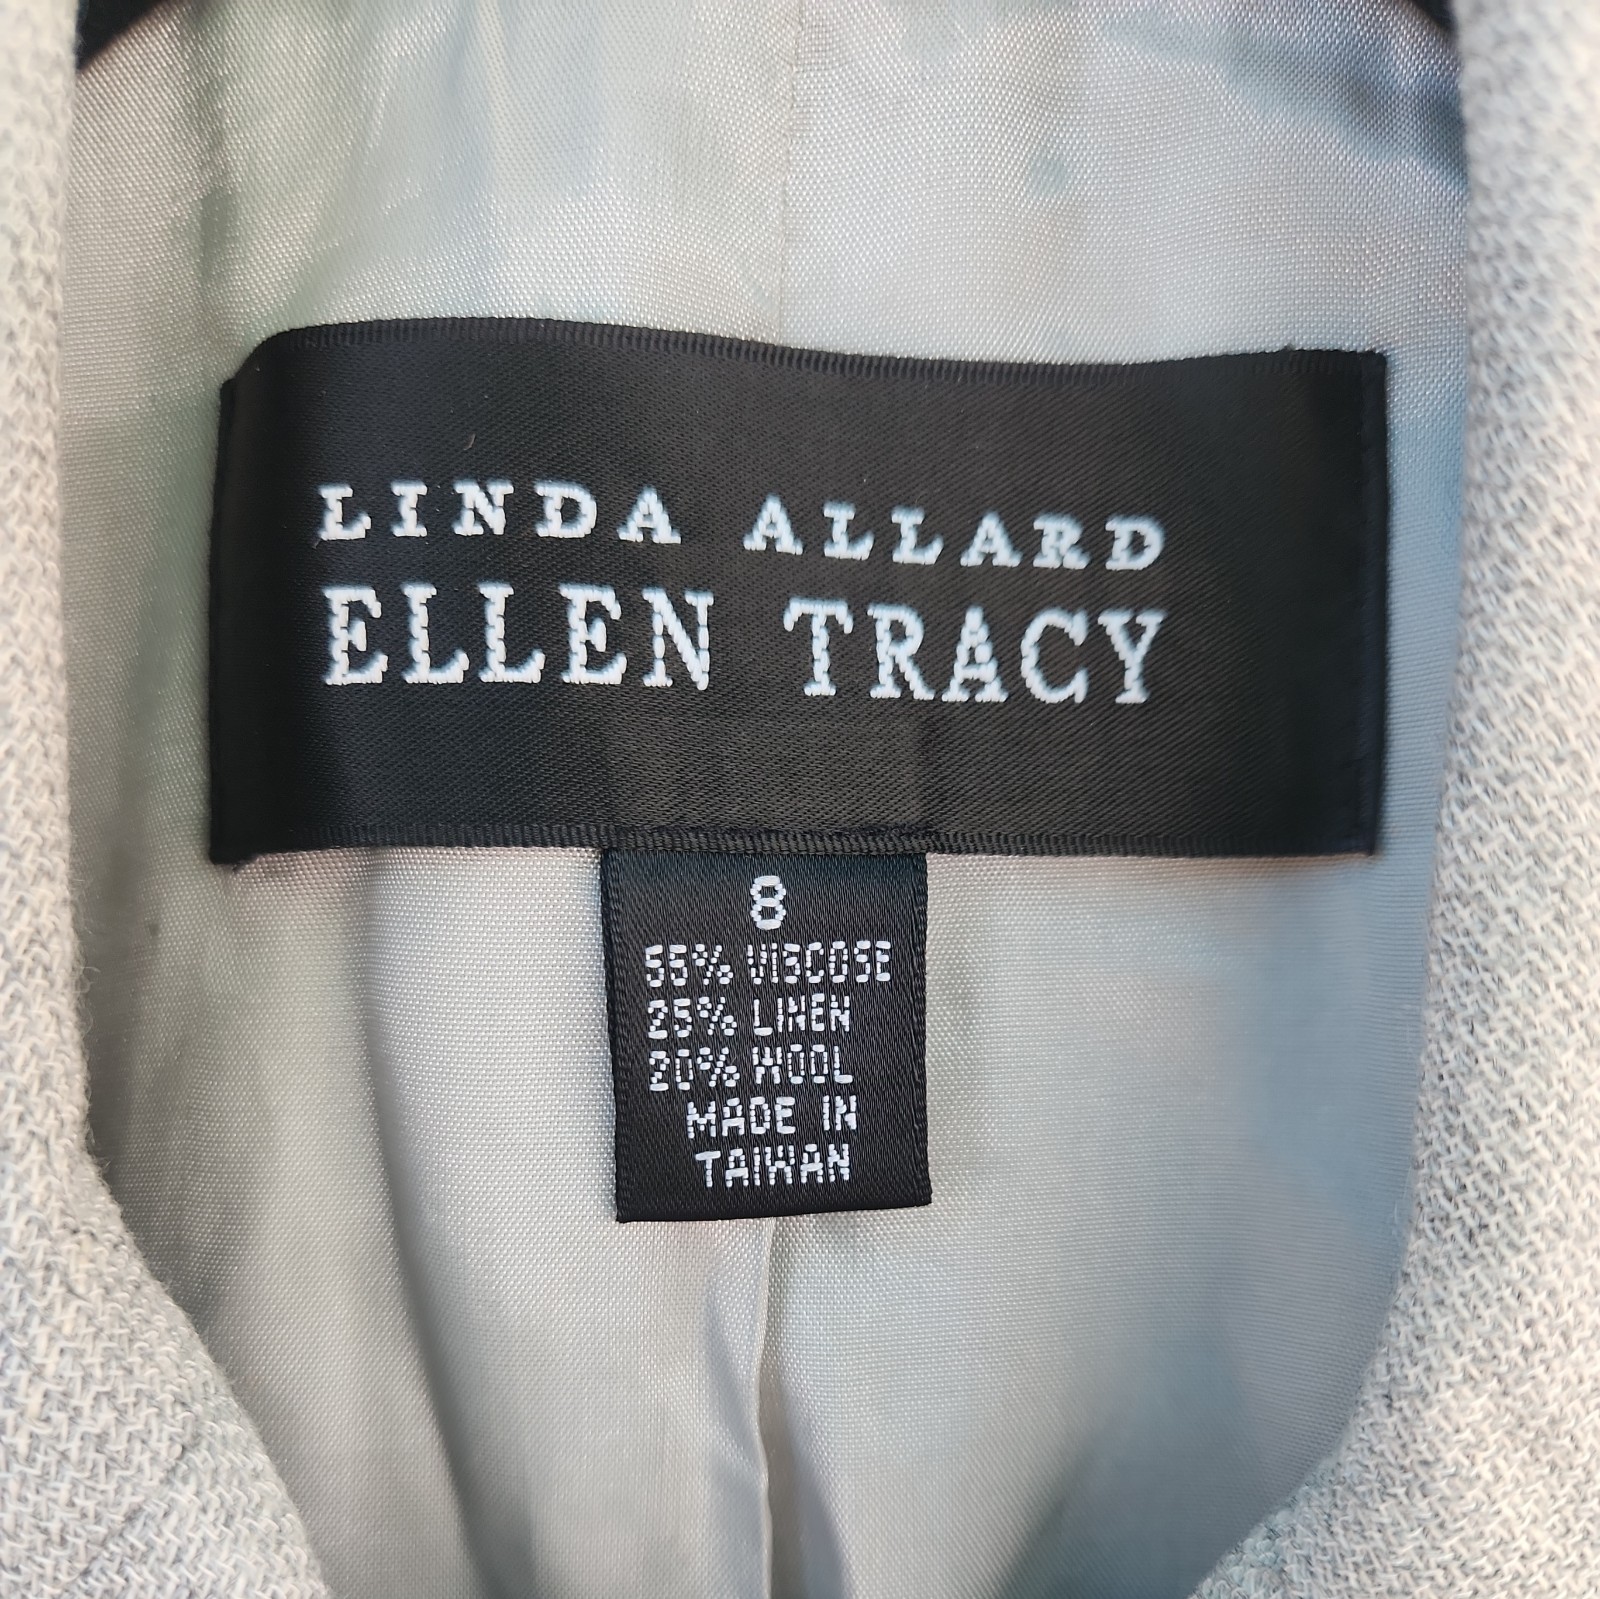 LINDA ALLARD
ELLEN TRACY
8
55% VISCOSE
25% LINEN
20% WOOL
MADE IN
TAIWAN